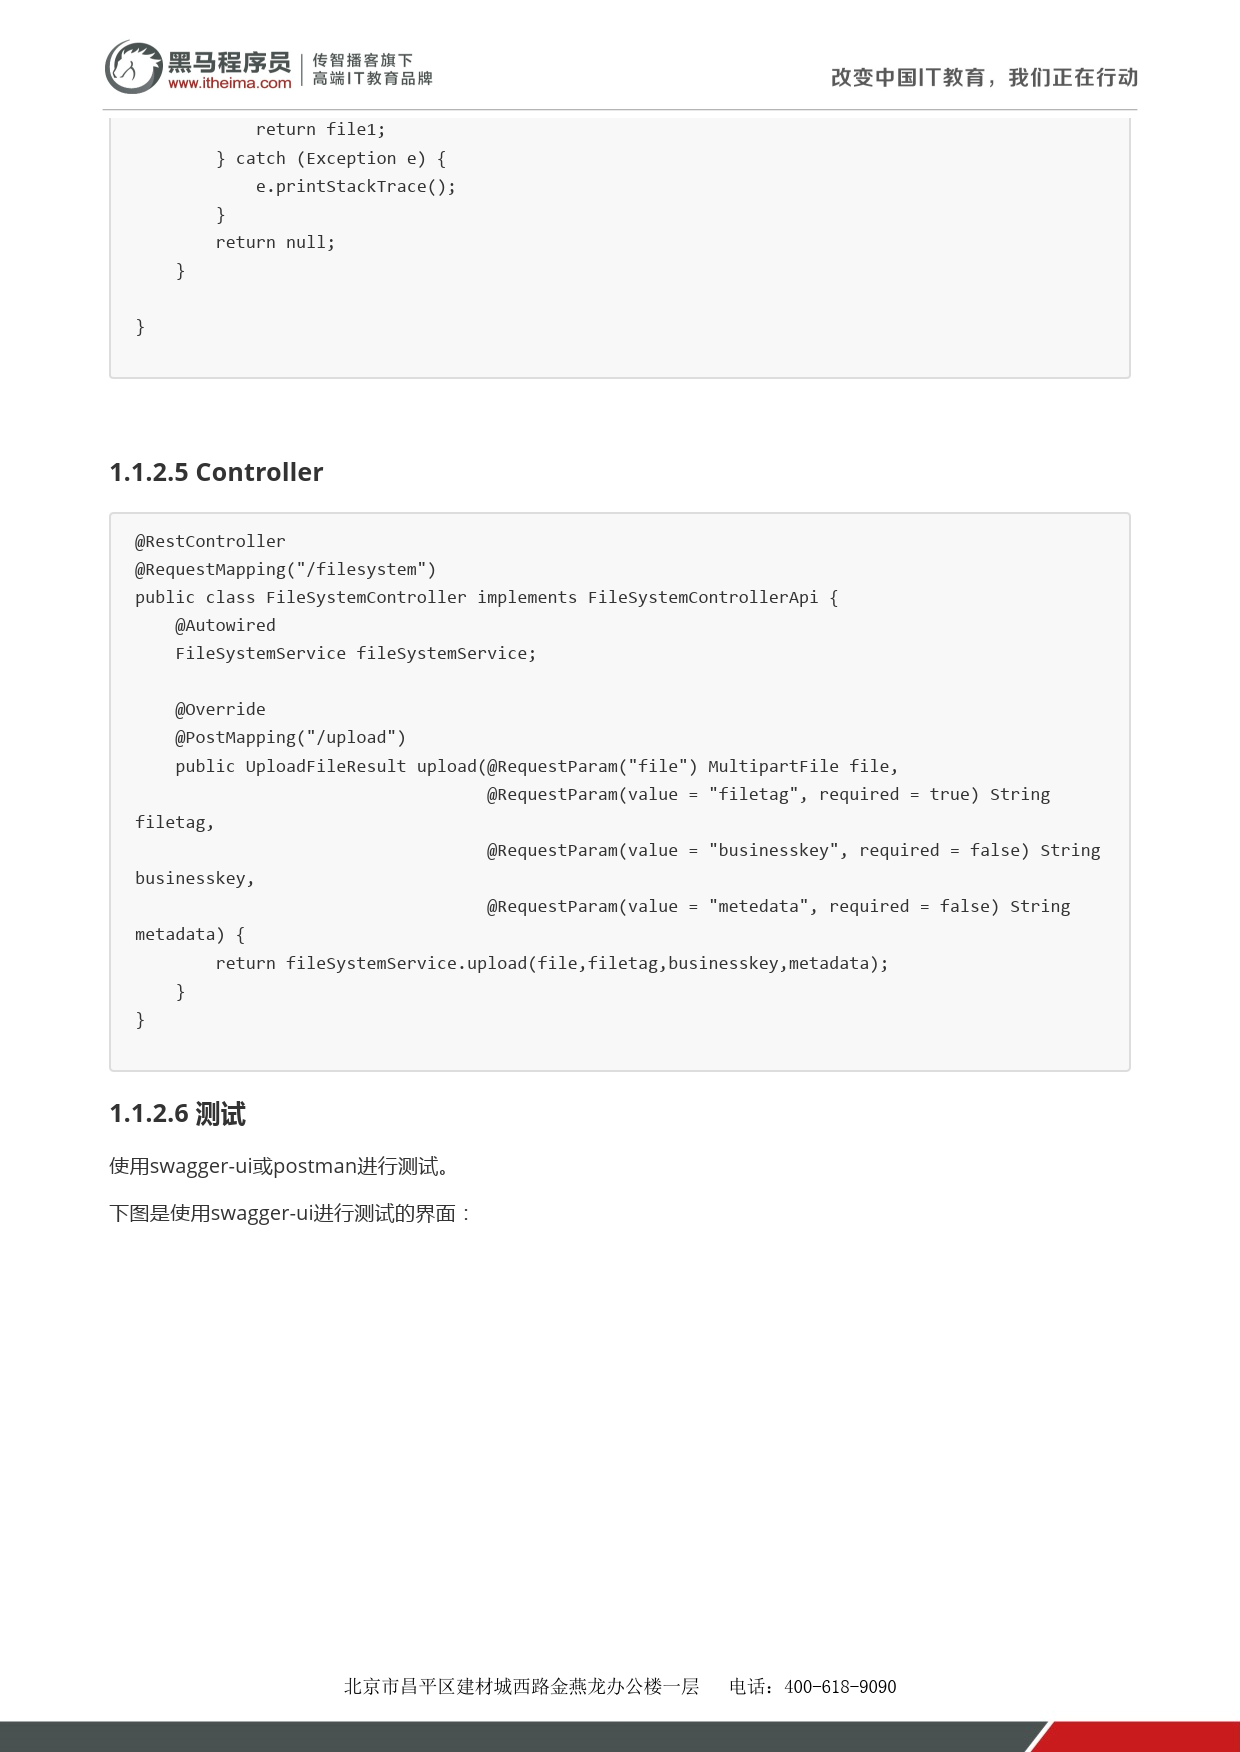 黑马程序员
www.itheima.com
传智播客旗下
高端IT教育品牌
改变中国IT教育，我们正在行动
            return file1;
        } catch (Exception e) {
            e.printStackTrace();
        }
        return null;
    }
}
1.1.2.5 Controller
@RestController
@RequestMapping("/filesystem")
public class FileSystemController implements FileSystemControllerApi {
    @Autowired
    FileSystemService fileSystemService;
    @Override
    @PostMapping("/upload")
    public UploadFileResult upload(@RequestParam("file") MultipartFile file,
                                   @RequestParam(value = "filetag", required = true) String
filetag,
                                   @RequestParam(value = "businesskey", required = false) String
businesskey,
                                   @RequestParam(value = "metedata", required = false) String
metadata) {
        return fileSystemService.upload(file,filetag,businesskey,metadata);
    }
}
1.1.2.6 测试
使用swagger-ui或postman进行测试。
下图是使用swagger-ui进行测试的界面：
北京市昌平区建材城西路金燕龙办公楼一层 电话：400-618-9090